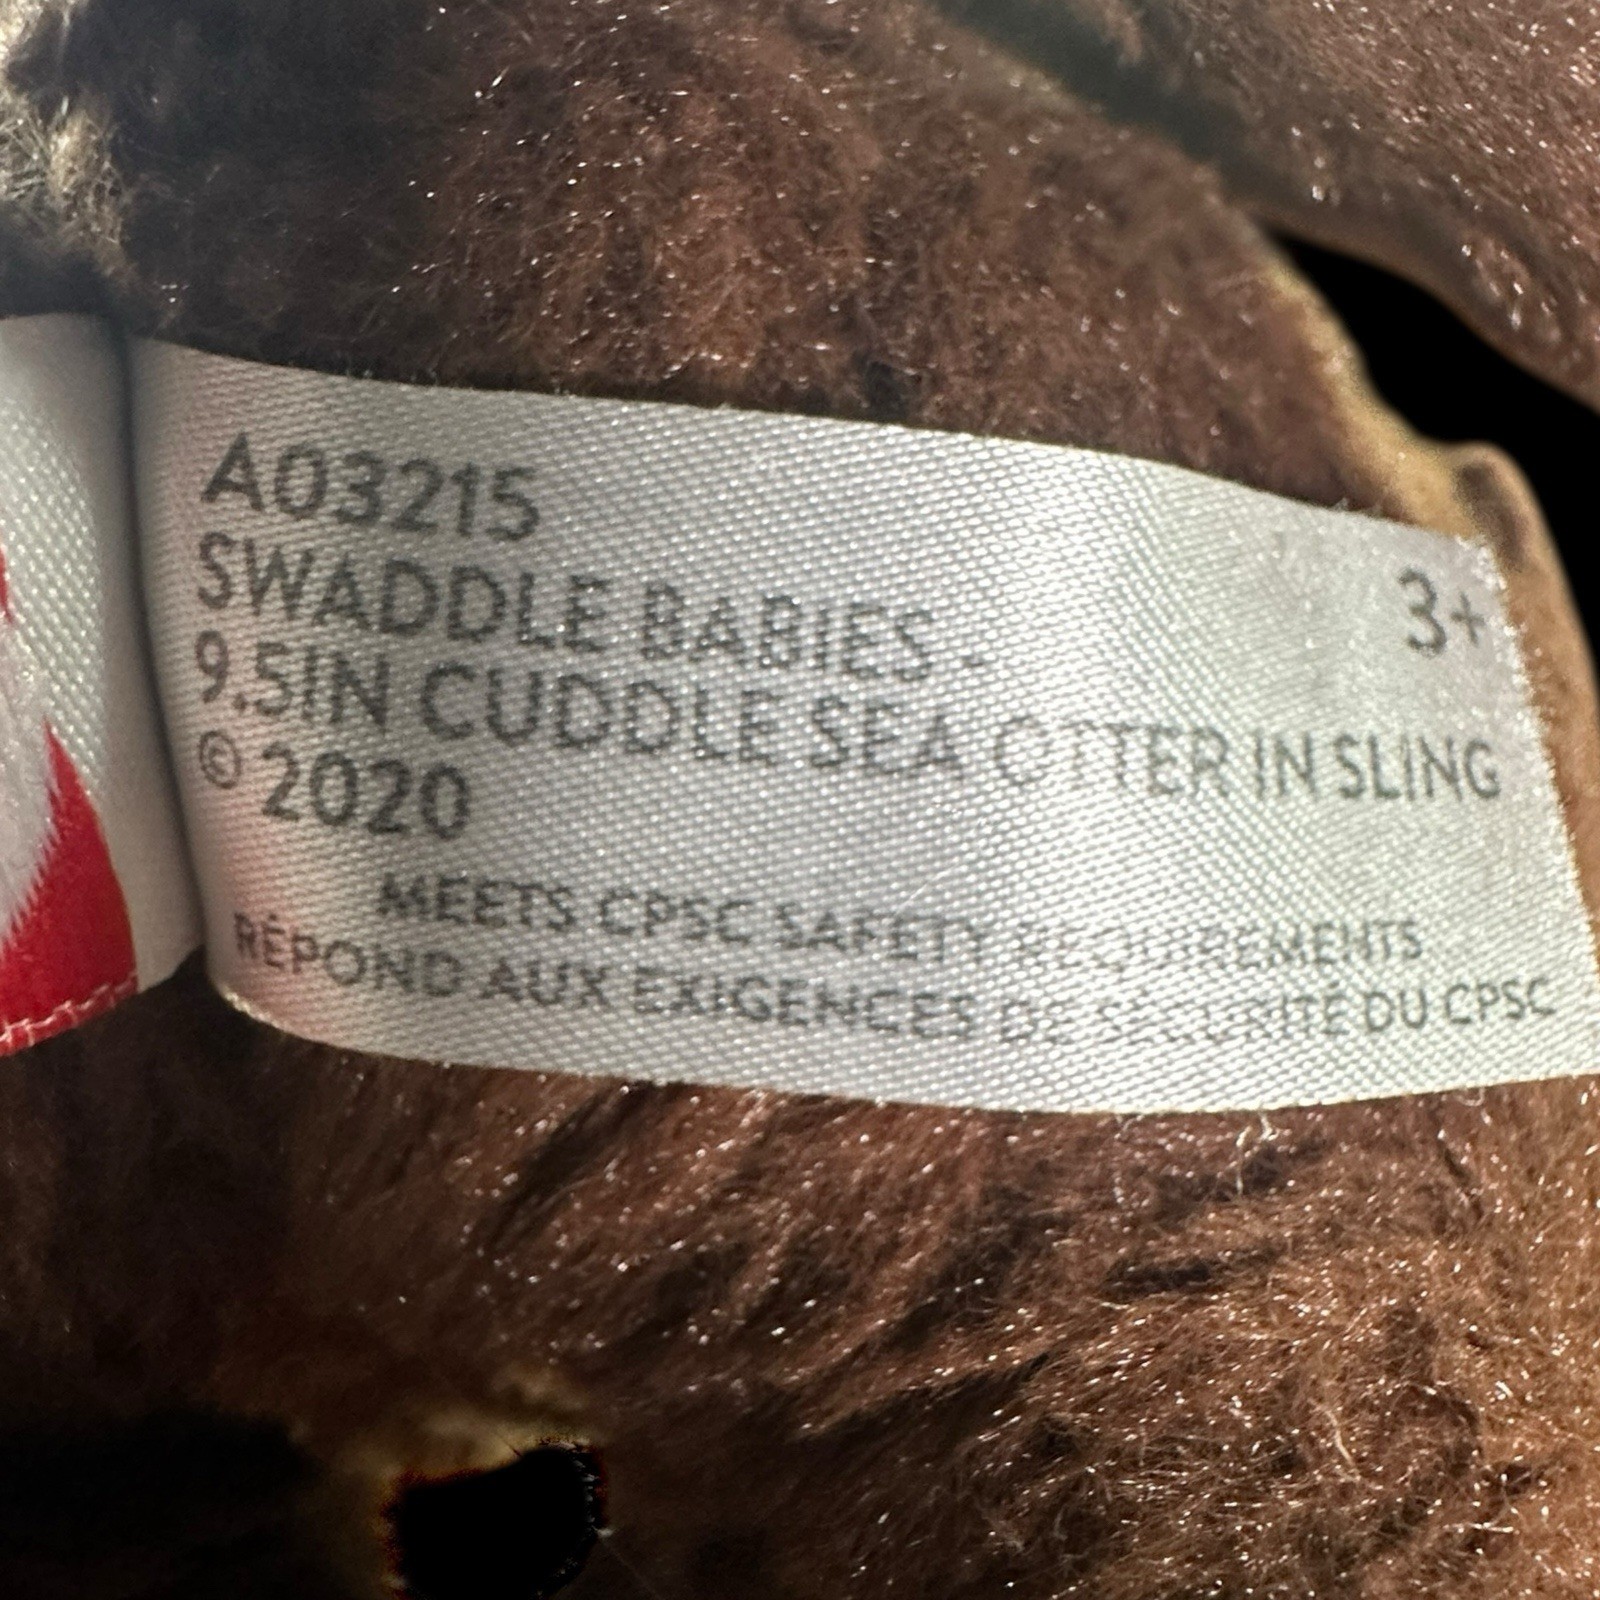 A03215
SWADDLE BABIES -
3+
9.5IN CUDDLE SEA OTTER IN SLING
© 2020
MEETS CPSC SAFETY REQUIREMENTS
RÉPOND AUX EXIGENCES DE SÉCURITÉ DU CPSC